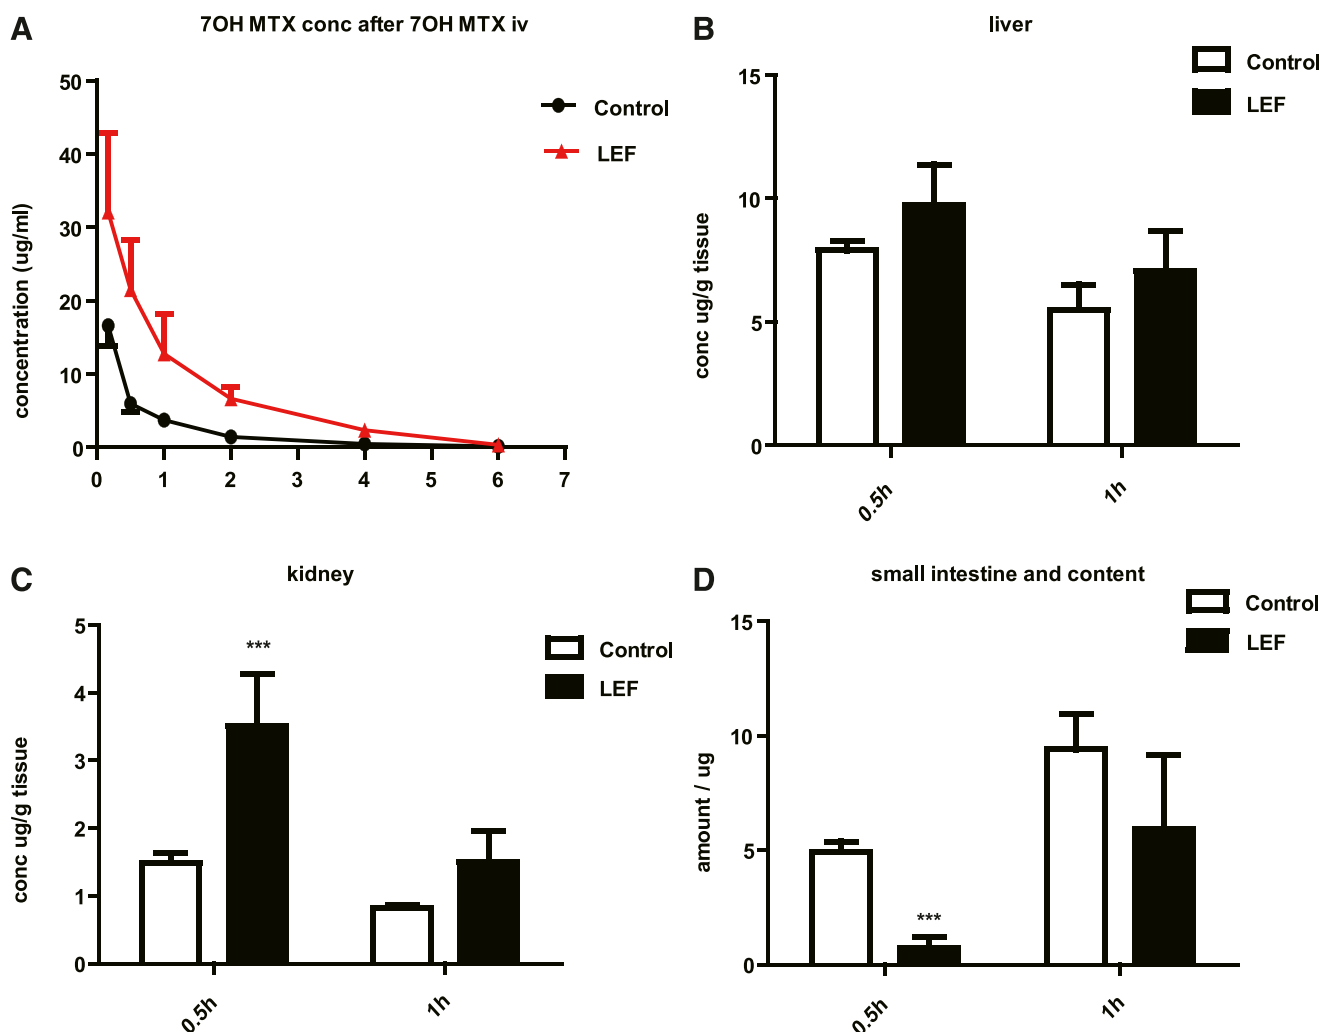 A
7OH MTX conc after 7OH MTX iv
concentration (ug/ml)
50
40
30
20
10
0
0 1 2 3 4 5 6 7
Control
LEF
B
liver
conc ug/g tissue
15
10
5
0
0.5h 1h
Control
LEF
C
kidney
conc ug/g tissue
5
4
3
2
1
0
***
0.5h 1h
Control
LEF
D
small intestine and content
amount / ug
15
10
5
0
***
0.5h 1h
Control
LEF